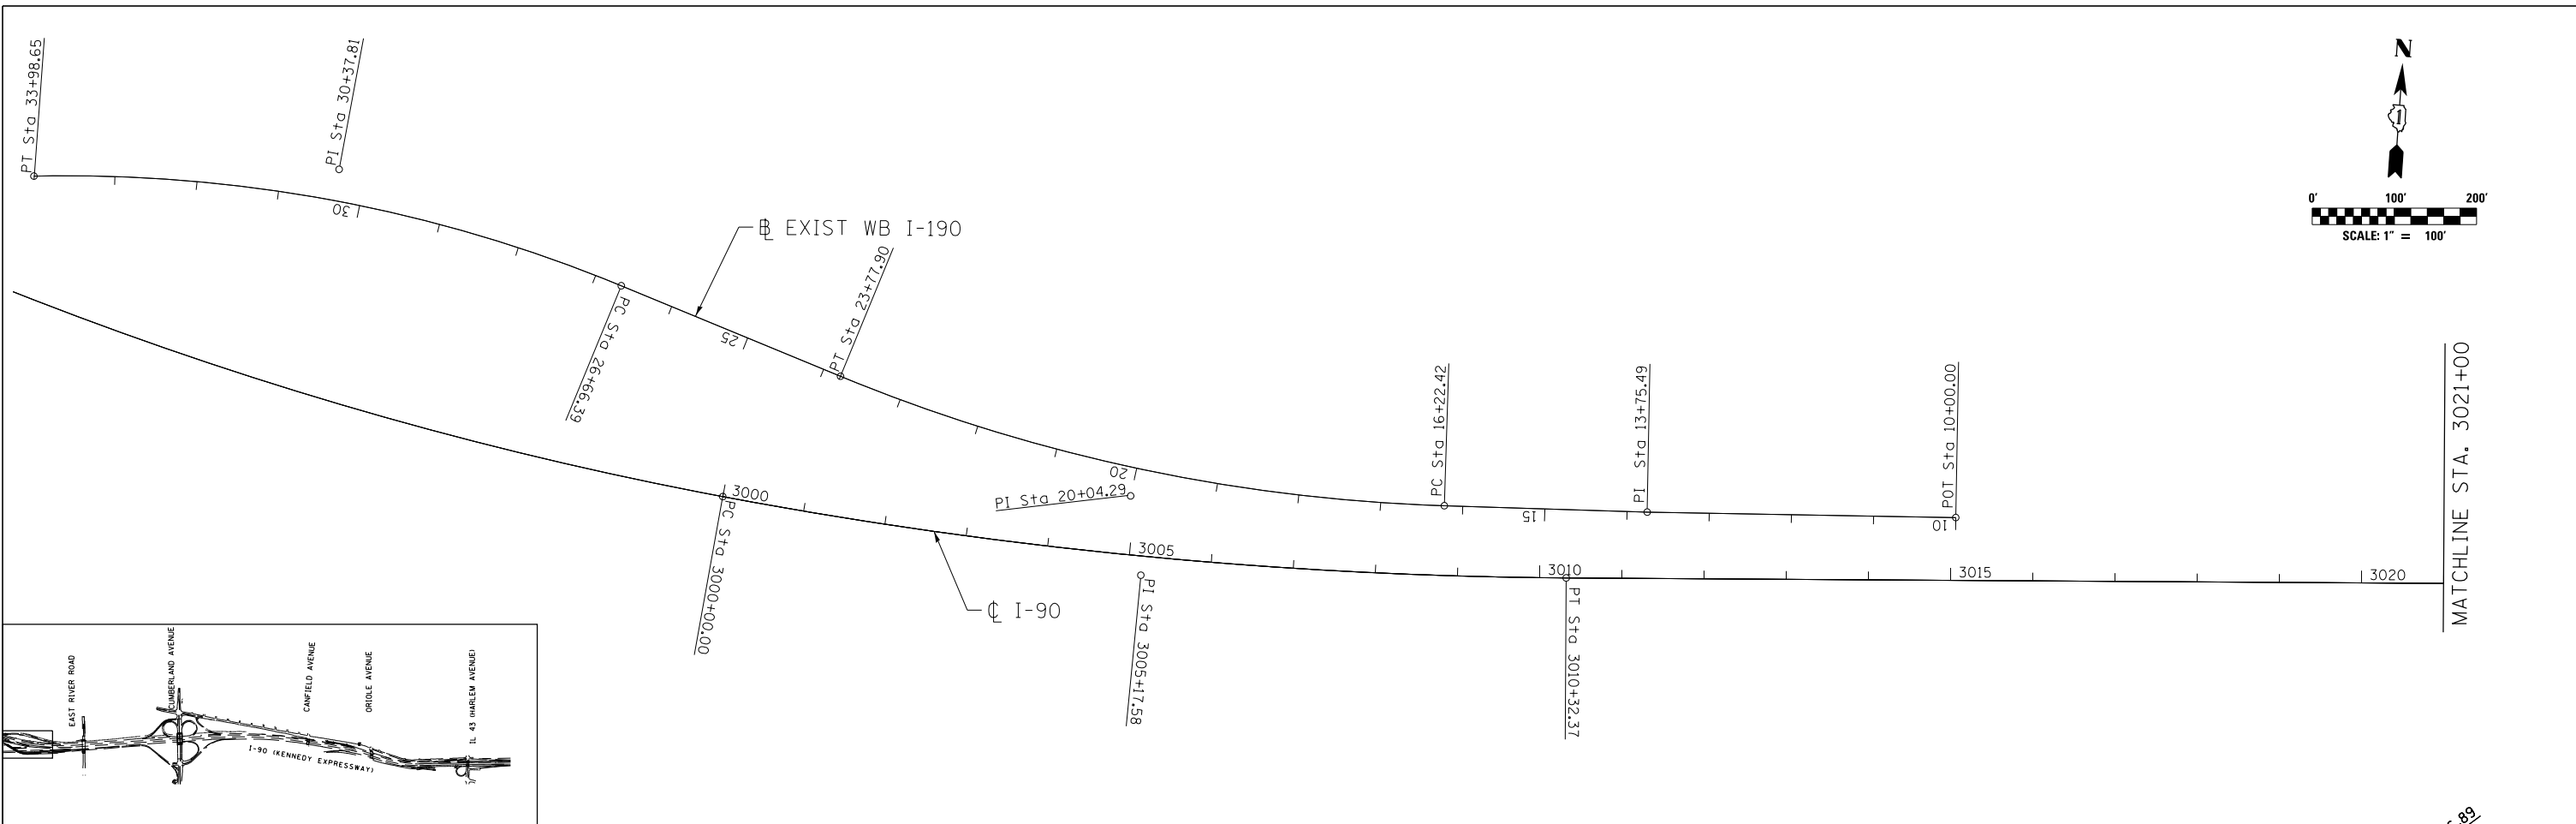 PT Sta 33+98.65
PI Sta 30+37.81
30
B EXIST WB I-190
PC Sta 26+66.39
25
PT Sta 23+77.90
20
PI Sta 20+04.29
PC Sta 16+22.42
15
PI Sta 13+75.49
POT Sta 10+00.00
10
MATCHLINE STA. 3021+00
N
1
0' 100' 200'
SCALE: 1" = 100'
3000
PC Sta 3000+00.00
3005
PI Sta 3005+17.58
℄ I-90
3010
PT Sta 3010+32.37
3015
3020
EAST RIVER ROAD
CUMBERLAND AVENUE
CANFIELD AVENUE
ORIOLE AVENUE
IL 43 (HARLEM AVENUE)
I-90 (KENNEDY EXPRESSWAY)